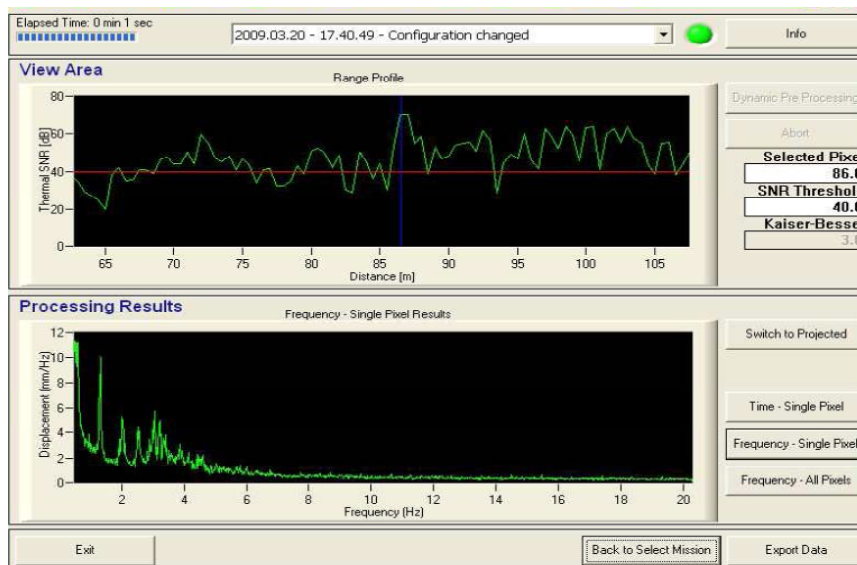 Elapsed Time: 0 min 1 sec
2009.03.20 - 17.40.49 - Configuration changed
Info
View Area
Range Profile
Dynamic Pre Processing
Abort
Selected Pixe
86.
SNR Threshol
40.
Kaiser-Besse
3.
Thermal SNR [dB]
80
60
40
20
0
65 70 75 80 85 90 95 100 105
Distance [m]
Processing Results
Frequency - Single Pixel Results
Switch to Projected
Time - Single Pixel
Frequency - Single Pixel
Frequency - All Pixels
Displacement [mm/Hz]
12
10
8
6
4
2
0
2 4 6 8 10 12 14 16 18 20
Frequency [Hz]
Exit
Back to Select Mission
Export Data